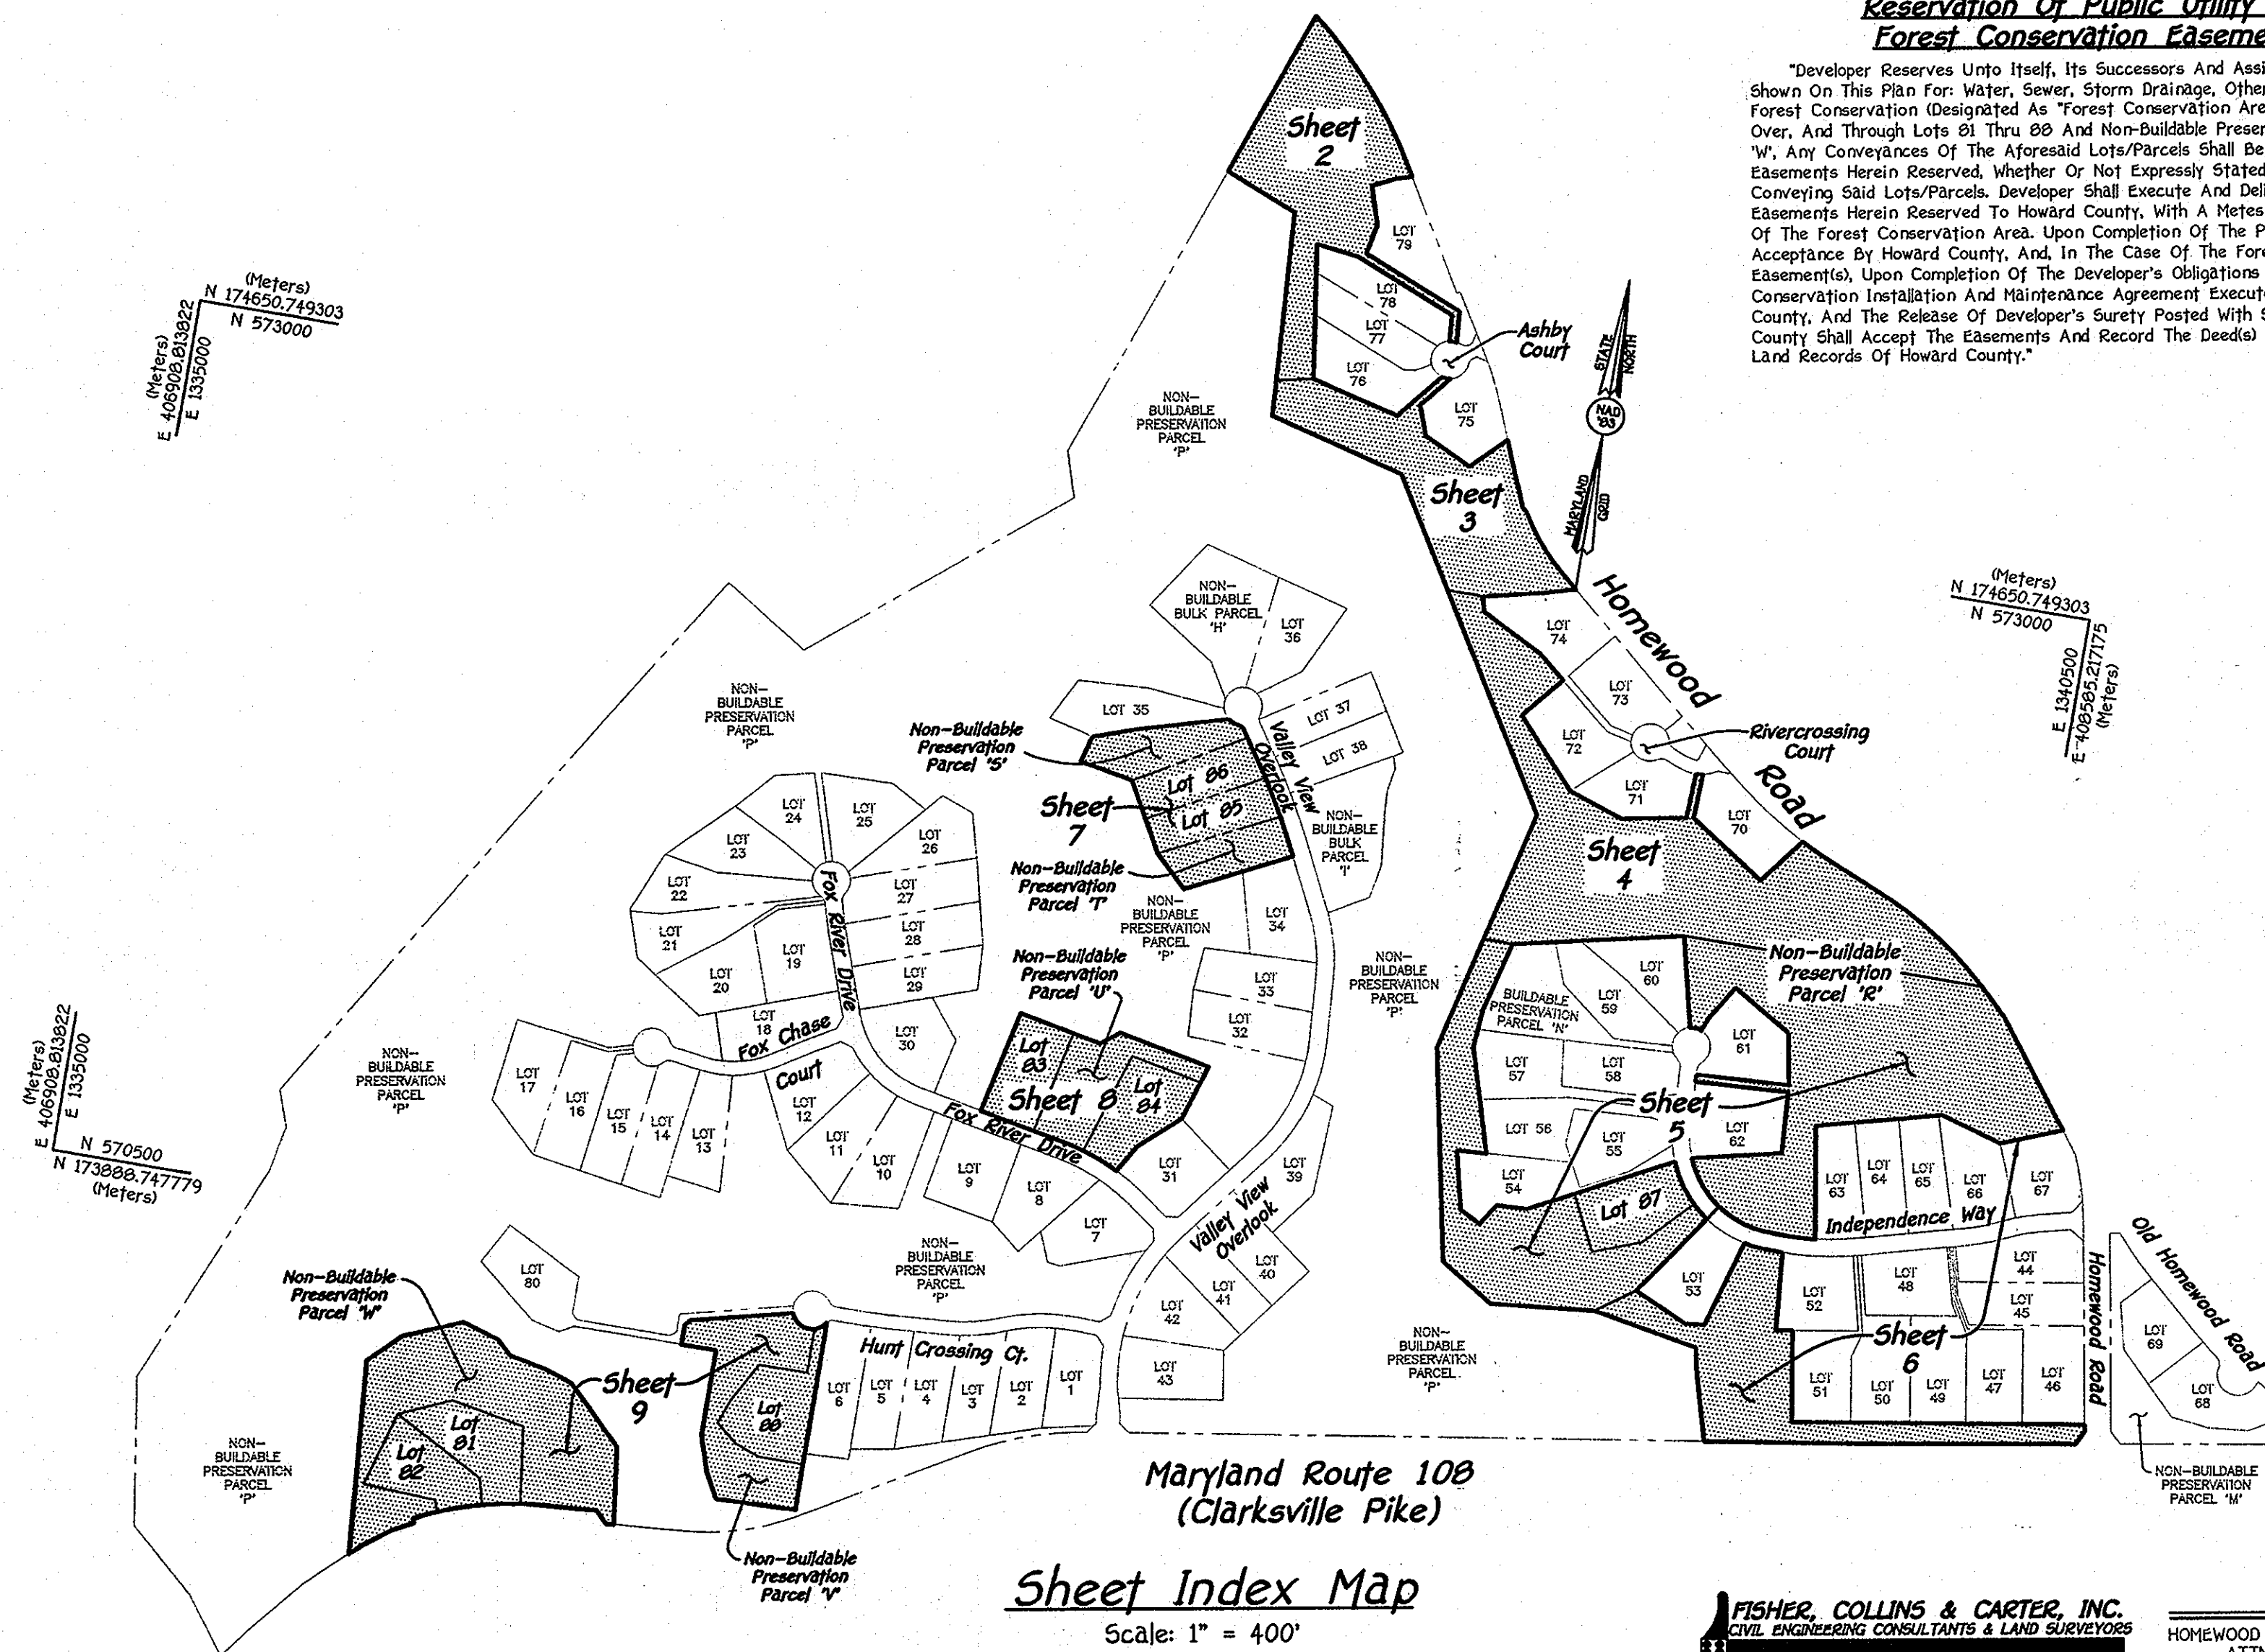 Reservation Of Public Utility
Forest Conservation Easeme
"Developer Reserves Unto Itself, Its Successors And Assi
Shown On This Plan For: Water, Sewer, Storm Drainage, Other
Forest Conservation (Designated As "Forest Conservation Are
Over, And Through Lots 81 Thru 88 And Non-Buildable Preser
'W', Any Conveyances Of The Aforesaid Lots/Parcels Shall Be
Easements Herein Reserved, Whether Or Not Expressly Stated
Conveying Said Lots/Parcels. Developer Shall Execute And Deli
Easements Herein Reserved To Howard County, With A Metes
Of The Forest Conservation Area. Upon Completion Of The P
Acceptance By Howard County, And, In The Case Of The Fore
Easement(s), Upon Completion Of The Developer's Obligations
Conservation Installation And Maintenance Agreement Execut
County, And The Release Of Developer's Surety Posted With S
County Shall Accept The Easements And Record The Deed(s)
Land Records Of Howard County."
Sheet
2
LOT
79
LOT
78
LOT
77
LOT
76
Ashby
Court
LOT
75
STATE
NORTH
NAD
'83
MARYLAND
GRID
(Meters)
N 174650.749303
N 573000
(Meters)
E 406908.813822
E 1335000
NON-
BUILDABLE
PRESERVATION
PARCEL
'P'
Sheet
3
Homewood
Road
(Meters)
N 174650.749303
N 573000
E 1340500
E 408585.217175
(Meters)
NON-
BUILDABLE
BULK PARCEL
'H'
LOT
36
LOT
74
LOT
73
LOT
72
LOT
71
LOT
70
Rivercrossing
Court
NON-
BUILDABLE
PRESERVATION
PARCEL
'P'
LOT 35
LOT 37
LOT 38
Valley View
Overlook
Non-Buildable
Preservation
Parcel 'S'
Lot 86
Lot 85
Sheet
7
Non-Buildable
Preservation
Parcel 'T'
NON-
BUILDABLE
BULK
PARCEL
'I'
Sheet
4
LOT
24
LOT
25
LOT
23
LOT
26
LOT
22
LOT
27
LOT
21
LOT
28
LOT
19
LOT
20
LOT
29
Fox River Drive
NON-
BUILDABLE
PRESERVATION
PARCEL
'P'
LOT
34
LOT
33
LOT
32
NON-
BUILDABLE
PRESERVATION
PARCEL
'P'
Non-Buildable
Preservation
Parcel 'U'
Non-Buildable
Preservation
Parcel 'R'
LOT
60
LOT
59
BUILDABLE
PRESERVATION
PARCEL 'N'
LOT
61
LOT
57
LOT
58
LOT 56
LOT
55
LOT
62
LOT
54
Sheet
5
Lot 87
LOT
18
Fox Chase
Court
LOT
30
(Meters)
E 406908.813822
E 1335000
N 570500
N 173888.747779
(Meters)
NON-
BUILDABLE
PRESERVATION
PARCEL
'P'
LOT
17
LOT
16
LOT
15
LOT
14
LOT
13
LOT
12
LOT
11
LOT
10
Lot
83
Sheet 8
Lot
84
Fox River Drive
LOT
9
LOT
8
LOT
7
LOT
31
LOT
39
Valley View
Overlook
LOT
63
LOT
64
LOT
65
LOT
66
LOT
67
Independence Way
LOT
53
LOT
52
LOT
48
LOT
44
LOT
45
Sheet
6
LOT
51
LOT
50
LOT
49
LOT
47
LOT
46
Homewood Road
Old Homewood Road
LOT
69
LOT
68
NON-BUILDABLE
PRESERVATION
PARCEL 'M'
LOT
80
NON-
BUILDABLE
PRESERVATION
PARCEL
'P'
LOT
40
LOT
41
LOT
42
LOT
43
NON-
BUILDABLE
PRESERVATION
PARCEL
'P'
Non-Buildable
Preservation
Parcel 'W'
Hunt Crossing Ct.
LOT
6
LOT
5
LOT
4
LOT
3
LOT
2
LOT
1
Sheet
9
Lot
88
Lot
81
Lot
82
NON-
BUILDABLE
PRESERVATION
PARCEL
'P'
Non-Buildable
Preservation
Parcel 'V'
Maryland Route 108
(Clarksville Pike)
Sheet Index Map
Scale: 1" = 400'
FISHER, COLLINS & CARTER, INC.
CIVIL ENGINEERING CONSULTANTS & LAND SURVEYORS
HOMEWOOD